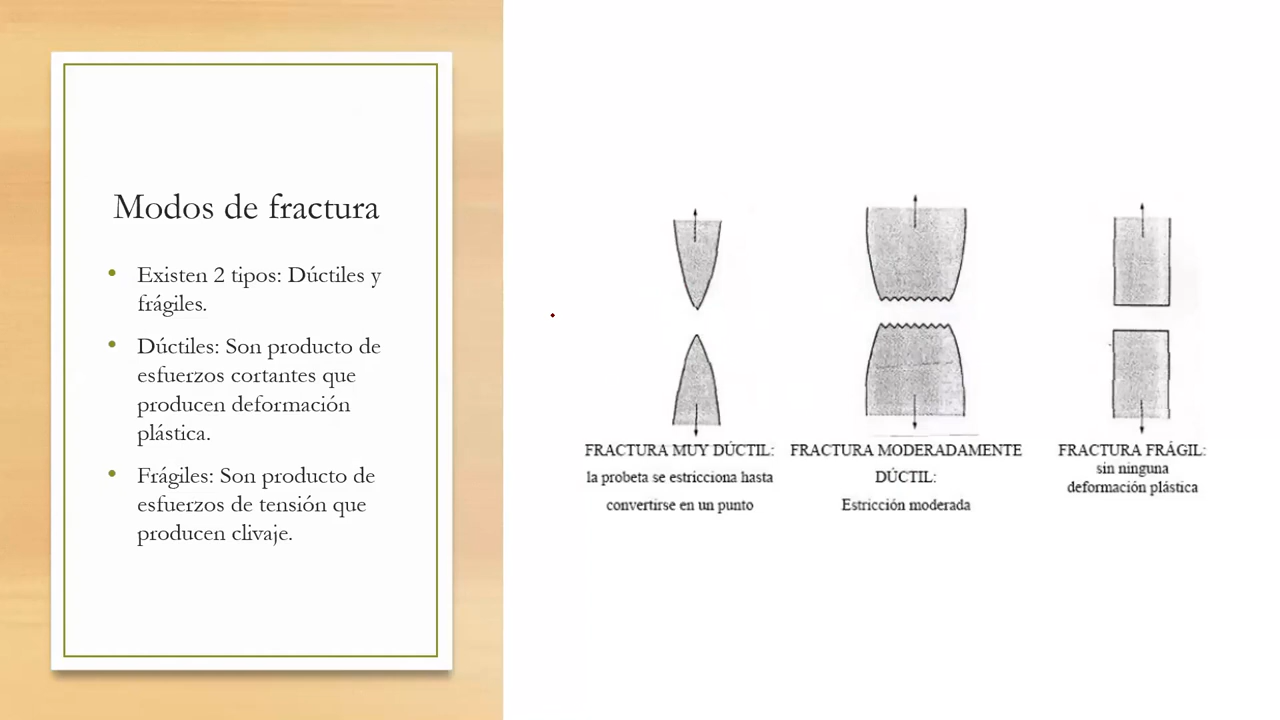 Modos de fractura
Existen 2 tipos: Dúctiles y
frágiles.
Dúctiles: Son producto de
esfuerzos cortantes que
producen deformación
plástica.
Frágiles: Son producto de
esfuerzos de tensión que
producen clivaje.
FRACTURA MUY DÚCTIL:
la probeta se estricciona hasta
convertirse en un punto
FRACTURA MODERADAMENTE
DÚCTIL:
Estricción moderada
FRACTURA FRÁGIL:
sin ninguna
deformación plástica